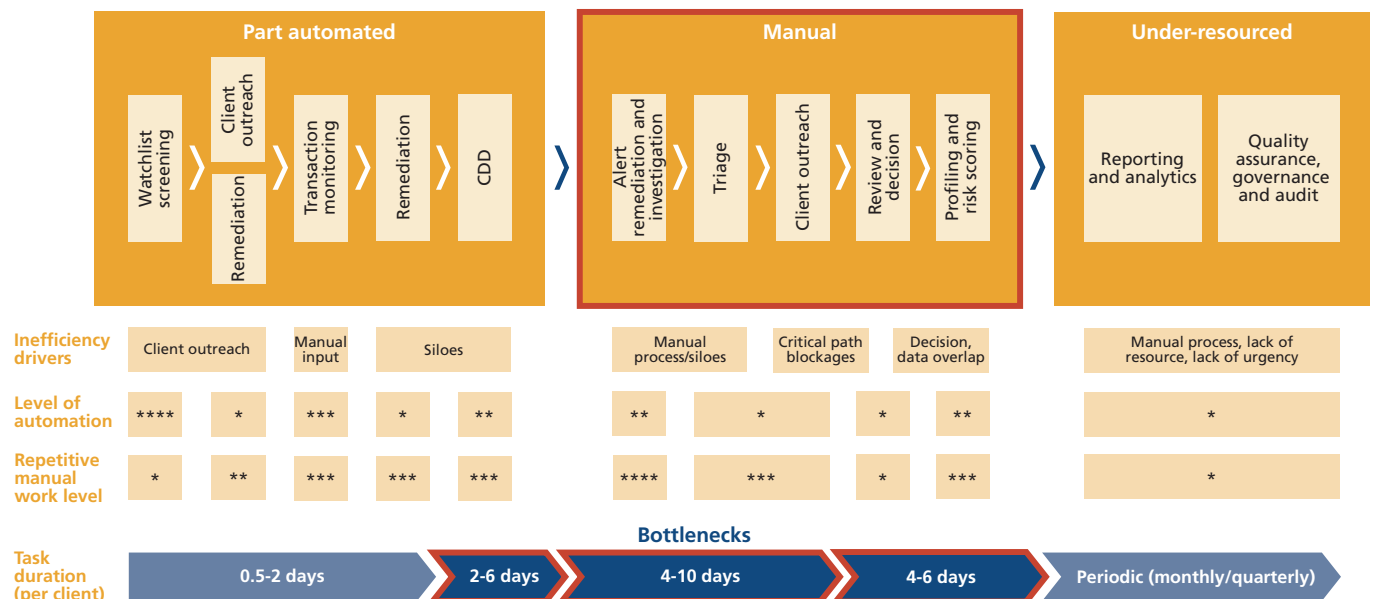 Part automated
Manual
Under-resourced
Watchlist
screening
Client
outreach
Remediation
Transaction
monitoring
Remediation
CDD
Alert
remediation and
investigation
Triage
Client outreach
Review and
decision
Profiling and
risk scoring
Reporting
and analytics
Quality
assurance,
governance
and audit
Inefficiency
drivers
Client outreach
Manual
input
Siloes
Manual
process/siloes
Critical path
blockages
Decision,
data overlap
Manual process, lack of
resource, lack of urgency
Level of
automation
****
*
***
*
**
**
*
*
**
*
Repetitive
manual
work level
*
**
***
***
***
****
***
*
***
*
Bottlenecks
Task
duration
(per client)
0.5-2 days
2-6 days
4-10 days
4-6 days
Periodic (monthly/quarterly)